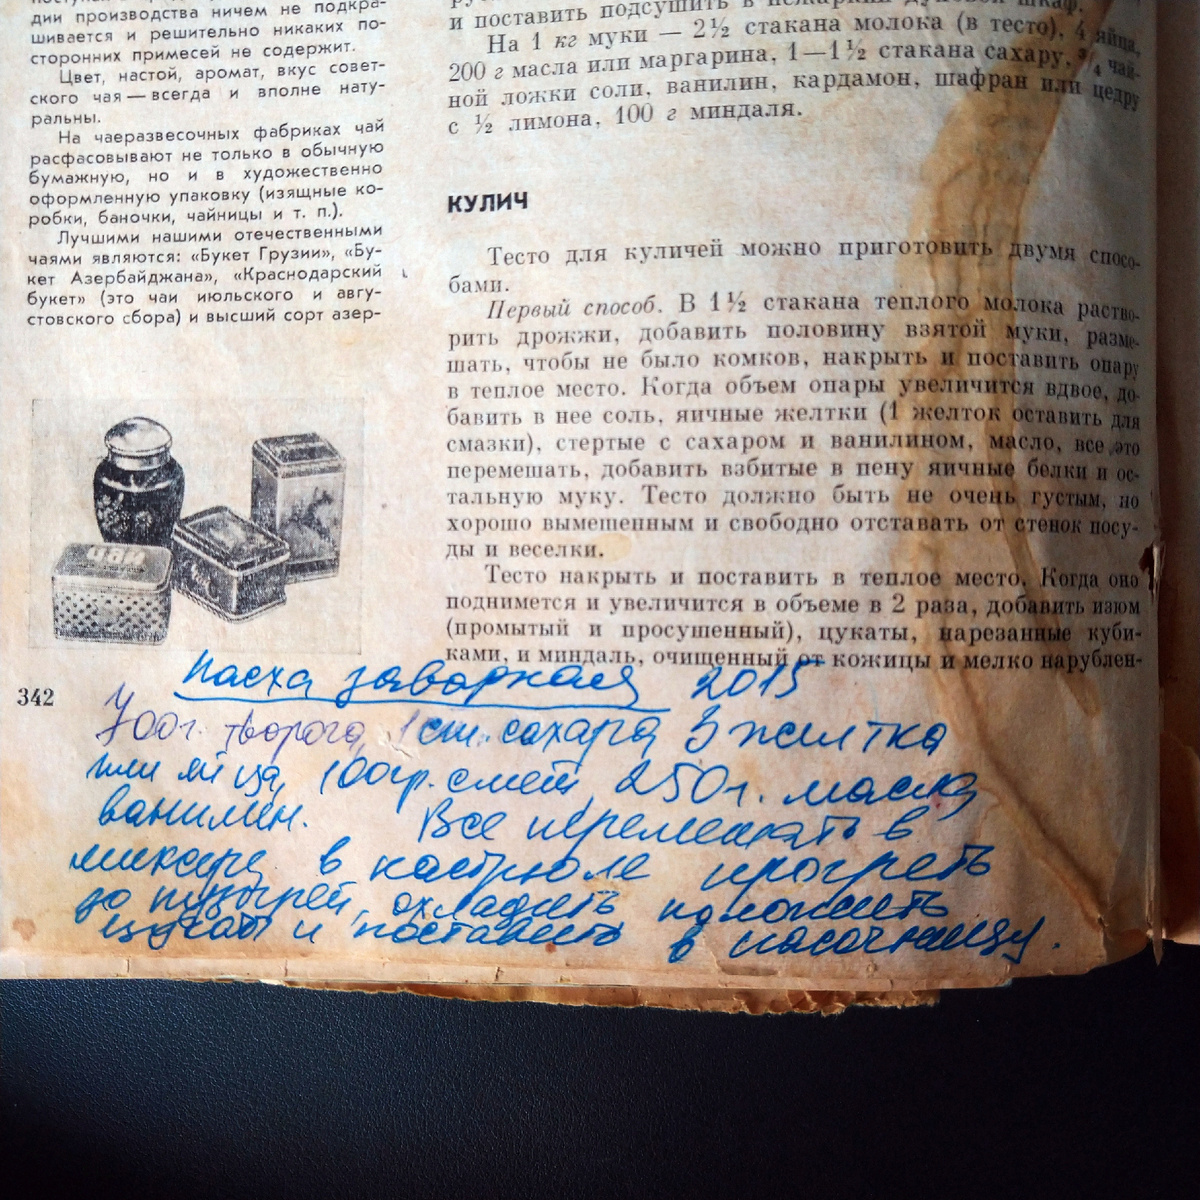 дии производства ничем не подкра-
шивается и решительно никаких по-
сторонних примесей не содержит.
Цвет, настой, аромат, вкус совет-
ского чая — всегда и вполне нату-
ральны.
На чаеразвесочных фабриках чай
расфасовывают не только в обычную
бумажную, но и в художественно
оформленную упаковку (изящные ко-
робки, баночки, чайницы и т. п.).
Лучшими нашими отечественными
чаями являются: «Букет Грузии», «Бу-
кет Азербайджана», «Краснодарский
букет» (это чаи июльского и авгу-
стовского сбора) и высший сорт азер-
ЧАЙ
342
и поставить подсушить в нежаркий духовой шкаф.
На 1 кг муки — 2½ стакана молока (в тесто), 4 яйца,
200 г масла или маргарина, 1—1½ стакана сахару, ¾ чай-
ной ложки соли, ванилин, кардамон, шафран или цедру
с ½ лимона, 100 г миндаля.
КУЛИЧ
Тесто для куличей можно приготовить двумя спосо-
бами.
Первый способ. В 1½ стакана теплого молока раство-
рить дрожжи, добавить половину взятой муки, разме-
шать, чтобы не было комков, накрыть и поставить опару
в теплое место. Когда объем опары увеличится вдвое, до-
бавить в нее соль, яичные желтки (1 желток оставить для
смазки), стертые с сахаром и ванилином, масло, все это
перемешать, добавить взбитые в пену яичные белки и ос-
тальную муку. Тесто должно быть не очень густым, но
хорошо вымешенным и свободно отставать от стенок посу-
ды и веселки.
Тесто накрыть и поставить в теплое место. Когда оно
поднимется и увеличится в объеме в 2 раза, добавить изюм
(промытый и просушенный), цукаты, нарезанные куби-
ками, и миндаль, очищенный от кожицы и мелко нарублен-
пасха заварная 2015
700г. творога, 1 ст. сахара, 3 желтка
или яйца, 100гр. смет, 250г. масла,
ванилин. Все перемешать в
миксере, в кастрюле прогреть
до пузырей, охладить положить
цукаты и поставить в пасочницу.